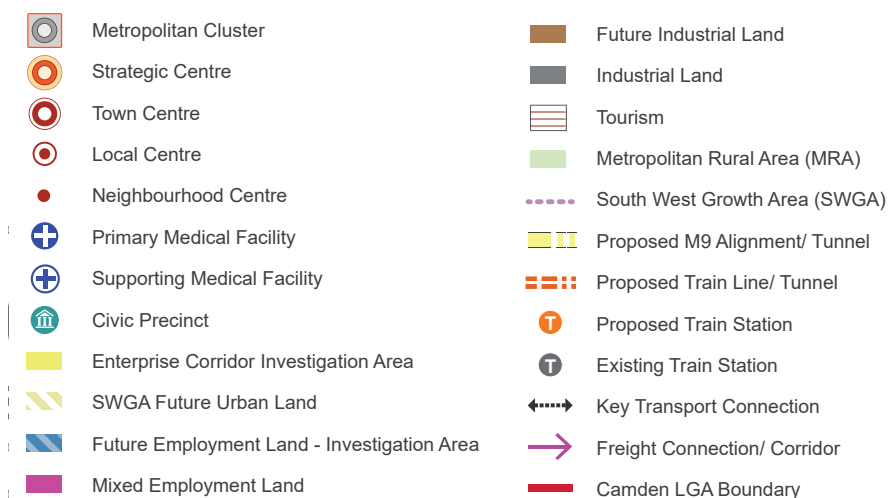 Metropolitan Cluster
Strategic Centre
Town Centre
Local Centre
Neighbourhood Centre
Primary Medical Facility
Supporting Medical Facility
Civic Precinct
Enterprise Corridor Investigation Area
SWGA Future Urban Land
Future Employment Land - Investigation Area
Mixed Employment Land
Future Industrial Land
Industrial Land
Tourism
Metropolitan Rural Area (MRA)
South West Growth Area (SWGA)
Proposed M9 Alignment/ Tunnel
Proposed Train Line/ Tunnel
T Proposed Train Station
T Existing Train Station
Key Transport Connection
Freight Connection/ Corridor
Camden LGA Boundary